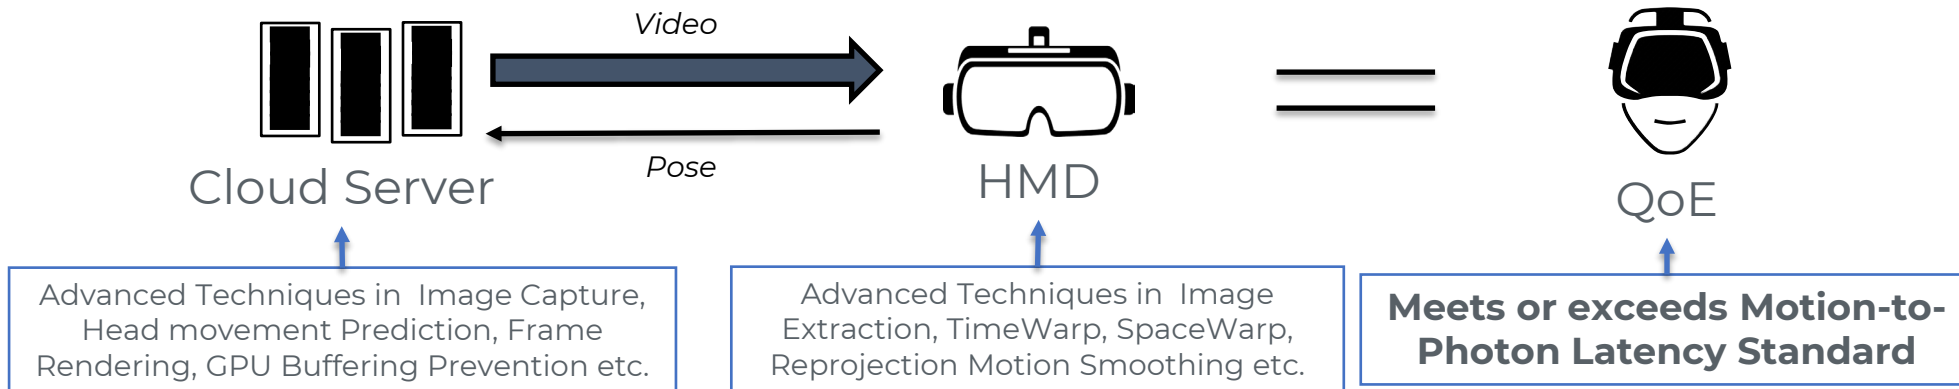 Video
Pose
Cloud Server
HMD
QoE
Advanced Techniques in Image Capture,
Head movement Prediction, Frame
Rendering, GPU Buffering Prevention etc.
Advanced Techniques in Image
Extraction, TimeWarp, SpaceWarp,
Reprojection Motion Smoothing etc.
Meets or exceeds Motion-to-
Photon Latency Standard